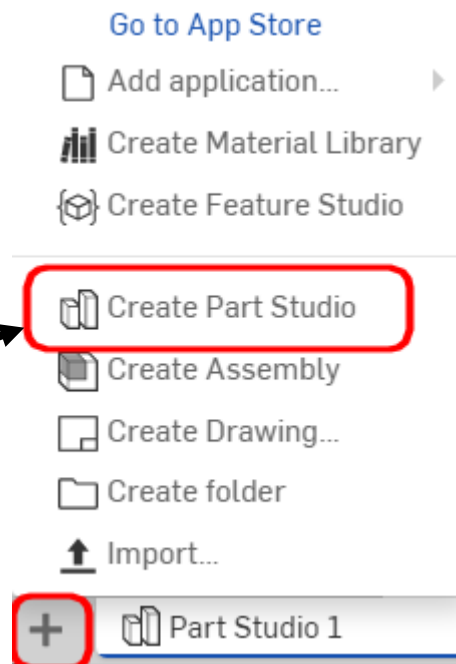 Go to App Store
Add application...
Create Material Library
Create Feature Studio
Create Part Studio
Create Assembly
Create Drawing...
Create folder
Import...
Part Studio 1